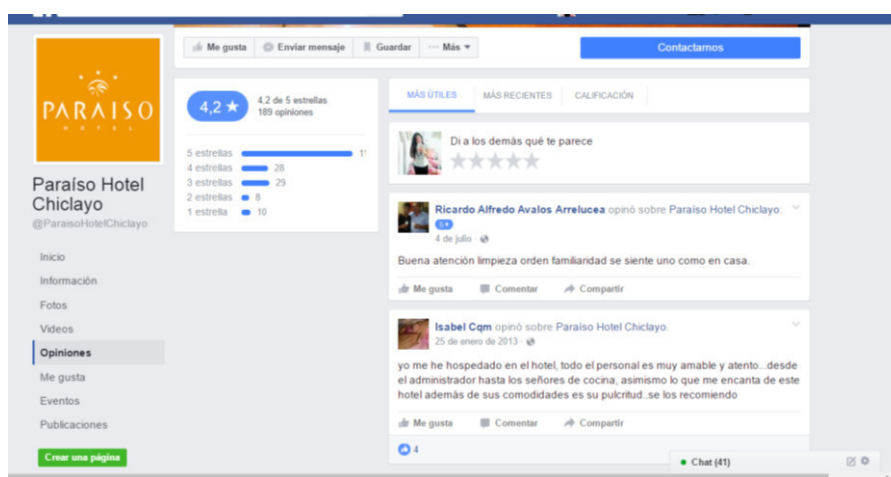 Me gusta
Enviar mensaje
Guardar
Más
Contactarnos
PARAISO
HOTEL
Paraíso Hotel
Chiclayo
@ParaisoHotelChiclayo
Inicio
Información
Fotos
Videos
Opiniones
Me gusta
Eventos
Publicaciones
Crear una página
4,2 ★
4,2 de 5 estrellas
189 opiniones
5 estrellas
4 estrellas 28
3 estrellas 29
2 estrellas 8
1 estrella 10
MÁS ÚTILES
MÁS RECIENTES
CALIFICACIÓN
Di a los demás qué te parece
Ricardo Alfredo Avalos Arrelucea opinó sobre Paraíso Hotel Chiclayo:
5★
4 de julio
Buena atención limpieza orden familiaridad se siente uno como en casa.
Me gusta Comentar Compartir
Isabel Cqm opinó sobre Paraíso Hotel Chiclayo.
25 de enero de 2013
yo me he hospedado en el hotel, todo el personal es muy amable y atento...desde
el administrador hasta los señores de cocina, asimismo lo que me encanta de este
hotel además de sus comodidades es su pulcritud..se los recomiendo
Me gusta Comentar Compartir
4
Chat (41)